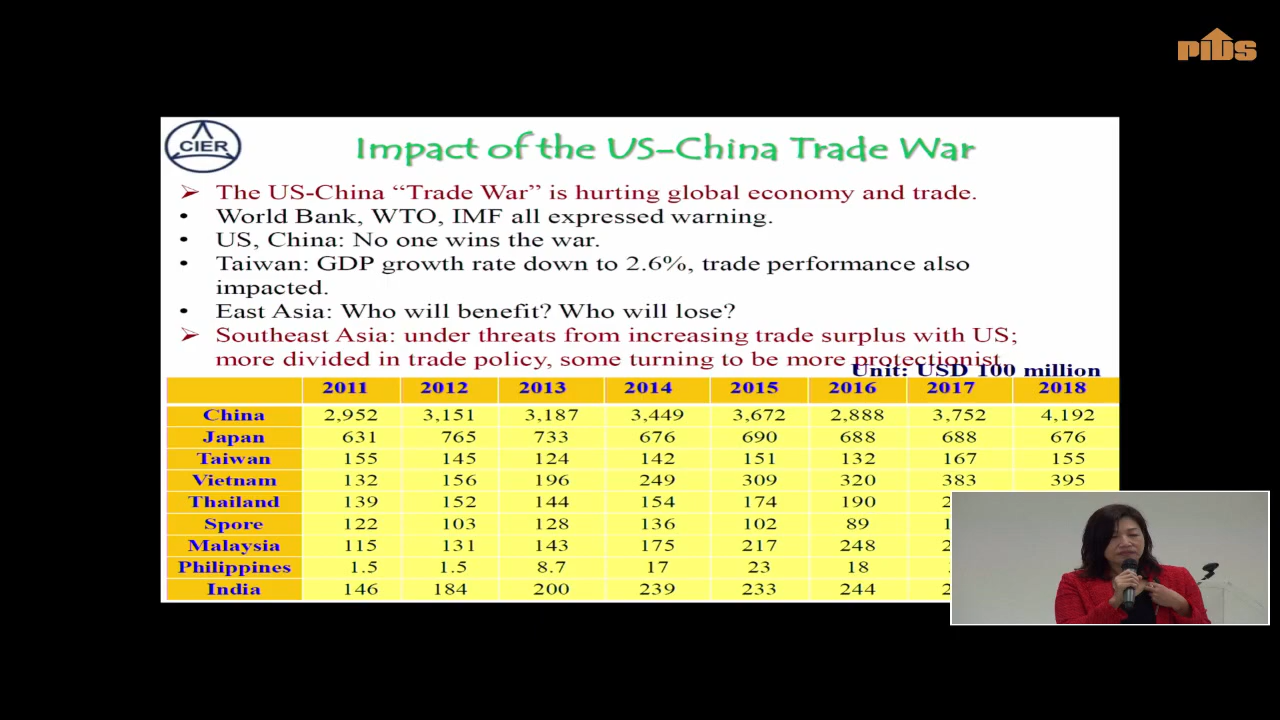 PIDS
CIER
Impact of the US-China Trade War
➢ The US-China “Trade War” is hurting global economy and trade.
• World Bank, WTO, IMF all expressed warning.
• US, China: No one wins the war.
• Taiwan: GDP growth rate down to 2.6%, trade performance also
impacted.
• East Asia: Who will benefit? Who will lose?
➢ Southeast Asia: under threats from increasing trade surplus with US;
more divided in trade policy, some turning to be more protectionist
Unit: USD 100 million
2011 2012 2013 2014 2015 2016 2017 2018
China 2,952 3,151 3,187 3,449 3,672 2,888 3,752 4,192
Japan 631 765 733 676 690 688 688 676
Taiwan 155 145 124 142 151 132 167 155
Vietnam 132 156 196 249 309 320 383 395
Thailand 139 152 144 154 174 190
Spore 122 103 128 136 102 89
Malaysia 115 131 143 175 217 248
Philippines 1.5 1.5 8.7 17 23 18
India 146 184 200 239 233 244